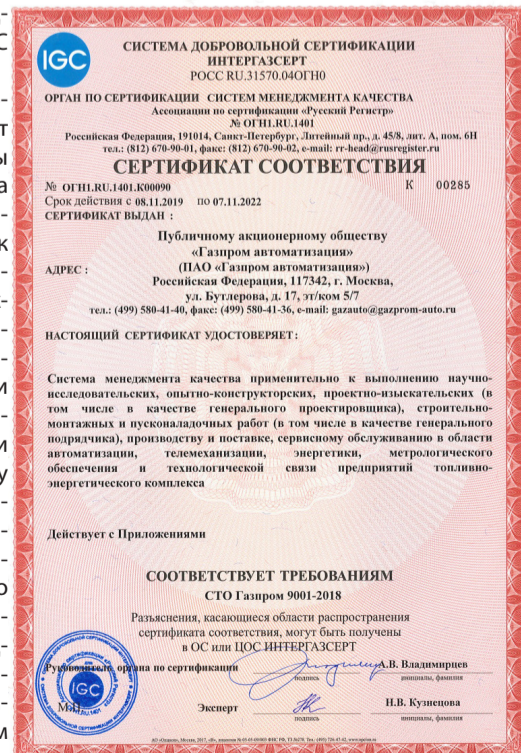 IGC
СИСТЕМА ДОБРОВОЛЬНОЙ СЕРТИФИКАЦИИ
ИНТЕРГАЗСЕРТ
РОСС RU.31570.04ОГН0
ОРГАН ПО СЕРТИФИКАЦИИ СИСТЕМ МЕНЕДЖМЕНТА КАЧЕСТВА
Ассоциации по сертификации «Русский Регистр»
№ ОГН1.RU.1401
Российская Федерация, 191014, Санкт-Петербург, Литейный пр., д. 45/8, лит. А, пом. 6Н
тел.: (812) 670-90-01, факс: (812) 670-90-02, e-mail: rr-head@rusregister.ru
СЕРТИФИКАТ СООТВЕТСТВИЯ
№ ОГН1.RU.1401.К00090 К 00285
Срок действия с 08.11.2019 по 07.11.2022
СЕРТИФИКАТ ВЫДАН :
Публичному акционерному обществу
«Газпром автоматизация»
(ПАО «Газпром автоматизация»)
АДРЕС :
Российская Федерация, 117342, г. Москва,
ул. Бутлерова, д. 17, эт/ком 5/7
тел.: (499) 580-41-40, факс: (499) 580-41-36, e-mail: gazauto@gazprom-auto.ru
НАСТОЯЩИЙ СЕРТИФИКАТ УДОСТОВЕРЯЕТ:
Система менеджмента качества применительно к выполнению научно-
исследовательских, опытно-конструкторских, проектно-изыскательских (в
том числе в качестве генерального проектировщика), строительно-
монтажных и пусконаладочных работ (в том числе в качестве генерального
подрядчика), производству и поставке, сервисному обслуживанию в области
автоматизации, телемеханизации, энергетики, метрологического
обеспечения и технологической связи предприятий топливно-
энергетического комплекса
Действует с Приложениями
СООТВЕТСТВУЕТ ТРЕБОВАНИЯМ
СТО Газпром 9001-2018
Разъяснения, касающиеся области распространения
сертификата соответствия, могут быть получены
в ОС или ЦОС ИНТЕРГАЗСЕРТ
Руководитель органа по сертификации А.В. Владимирцев
подпись инициалы, фамилия
IGC
М.П. Эксперт Н.В. Кузнецова
подпись инициалы, фамилия